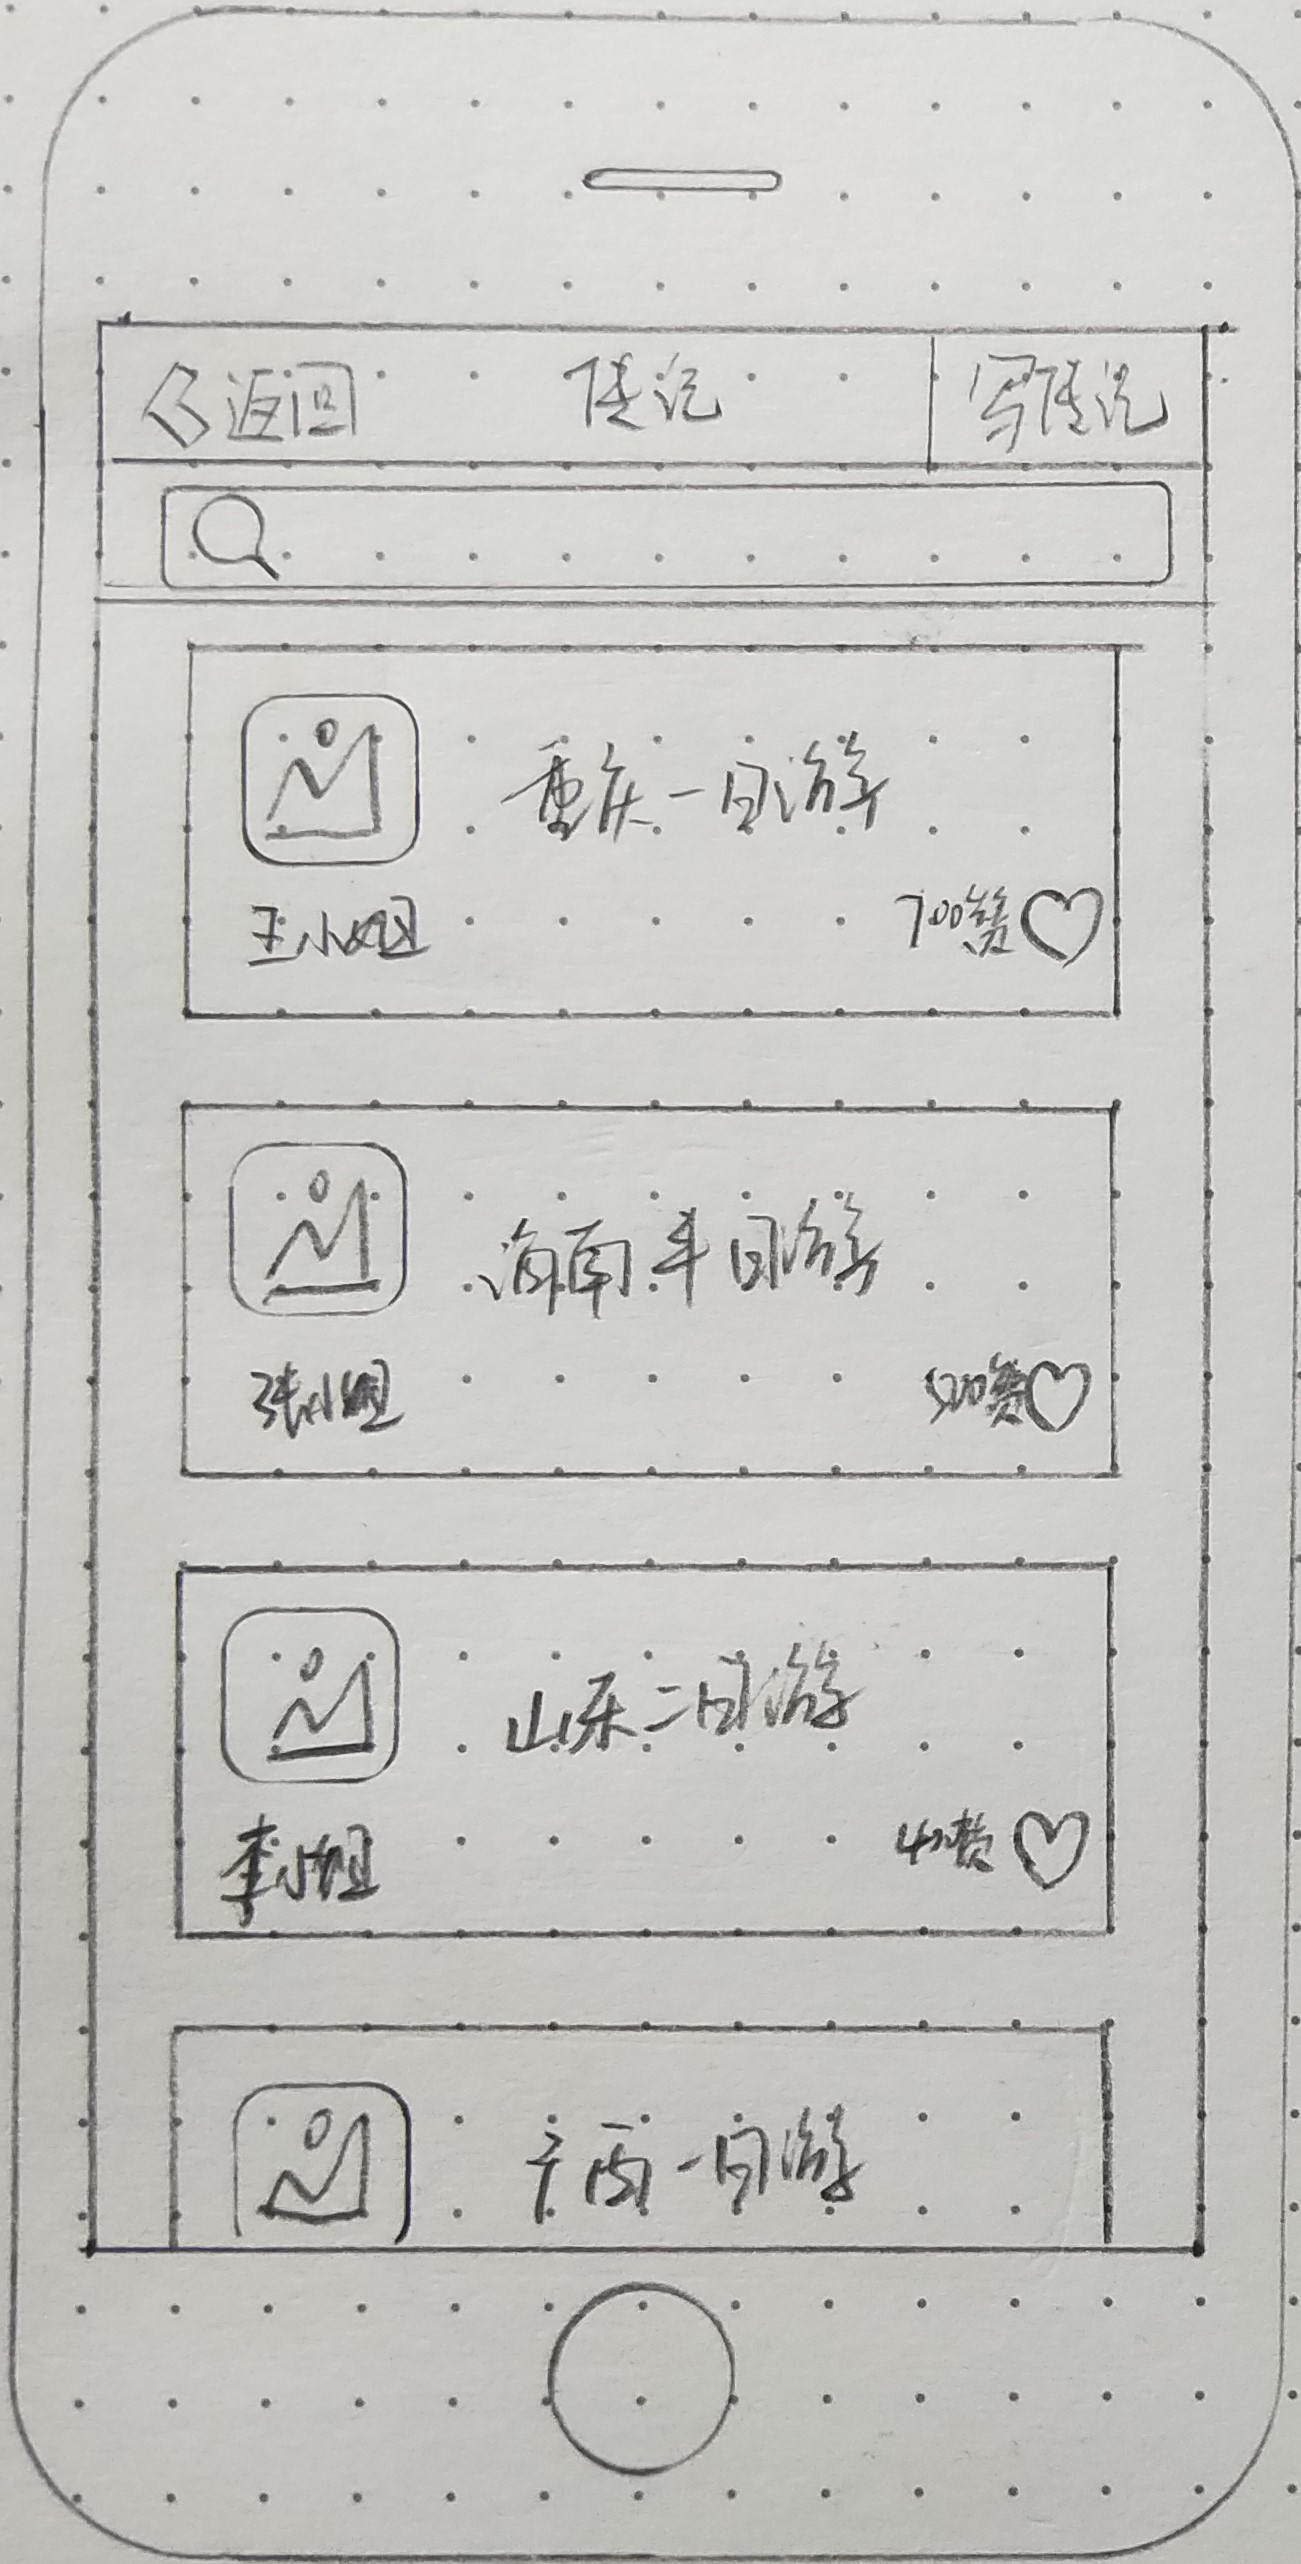 返回 传记 写传记
重庆一日游
王小姐 700赞
海南半日游
张小姐 500赞
山东二日游
李小姐 400赞
广西一日游